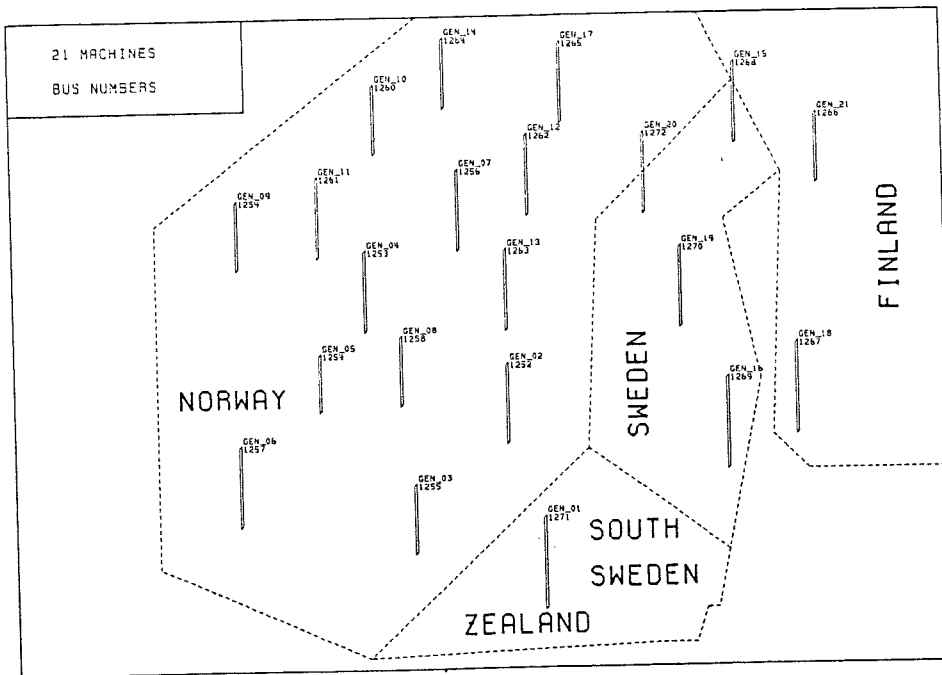 21 MACHINES
BUS NUMBERS
GEN_14
1264
GEN_17
1265
GEN_15
1268
GEN_10
1260
GEN_21
1266
GEN_12
1262
GEN_20
1272
GEN_11
1261
GEN_07
1256
GEN_09
1254
GEN_04
1253
GEN_13
1263
GEN_19
1270
FINLAND
GEN_08
1258
GEN_18
1267
GEN_05
1259
GEN_02
1252
GEN_16
1269
NORWAY
SWEDEN
GEN_06
1257
GEN_03
1255
GEN_01
1271
SOUTH
SWEDEN
ZEALAND